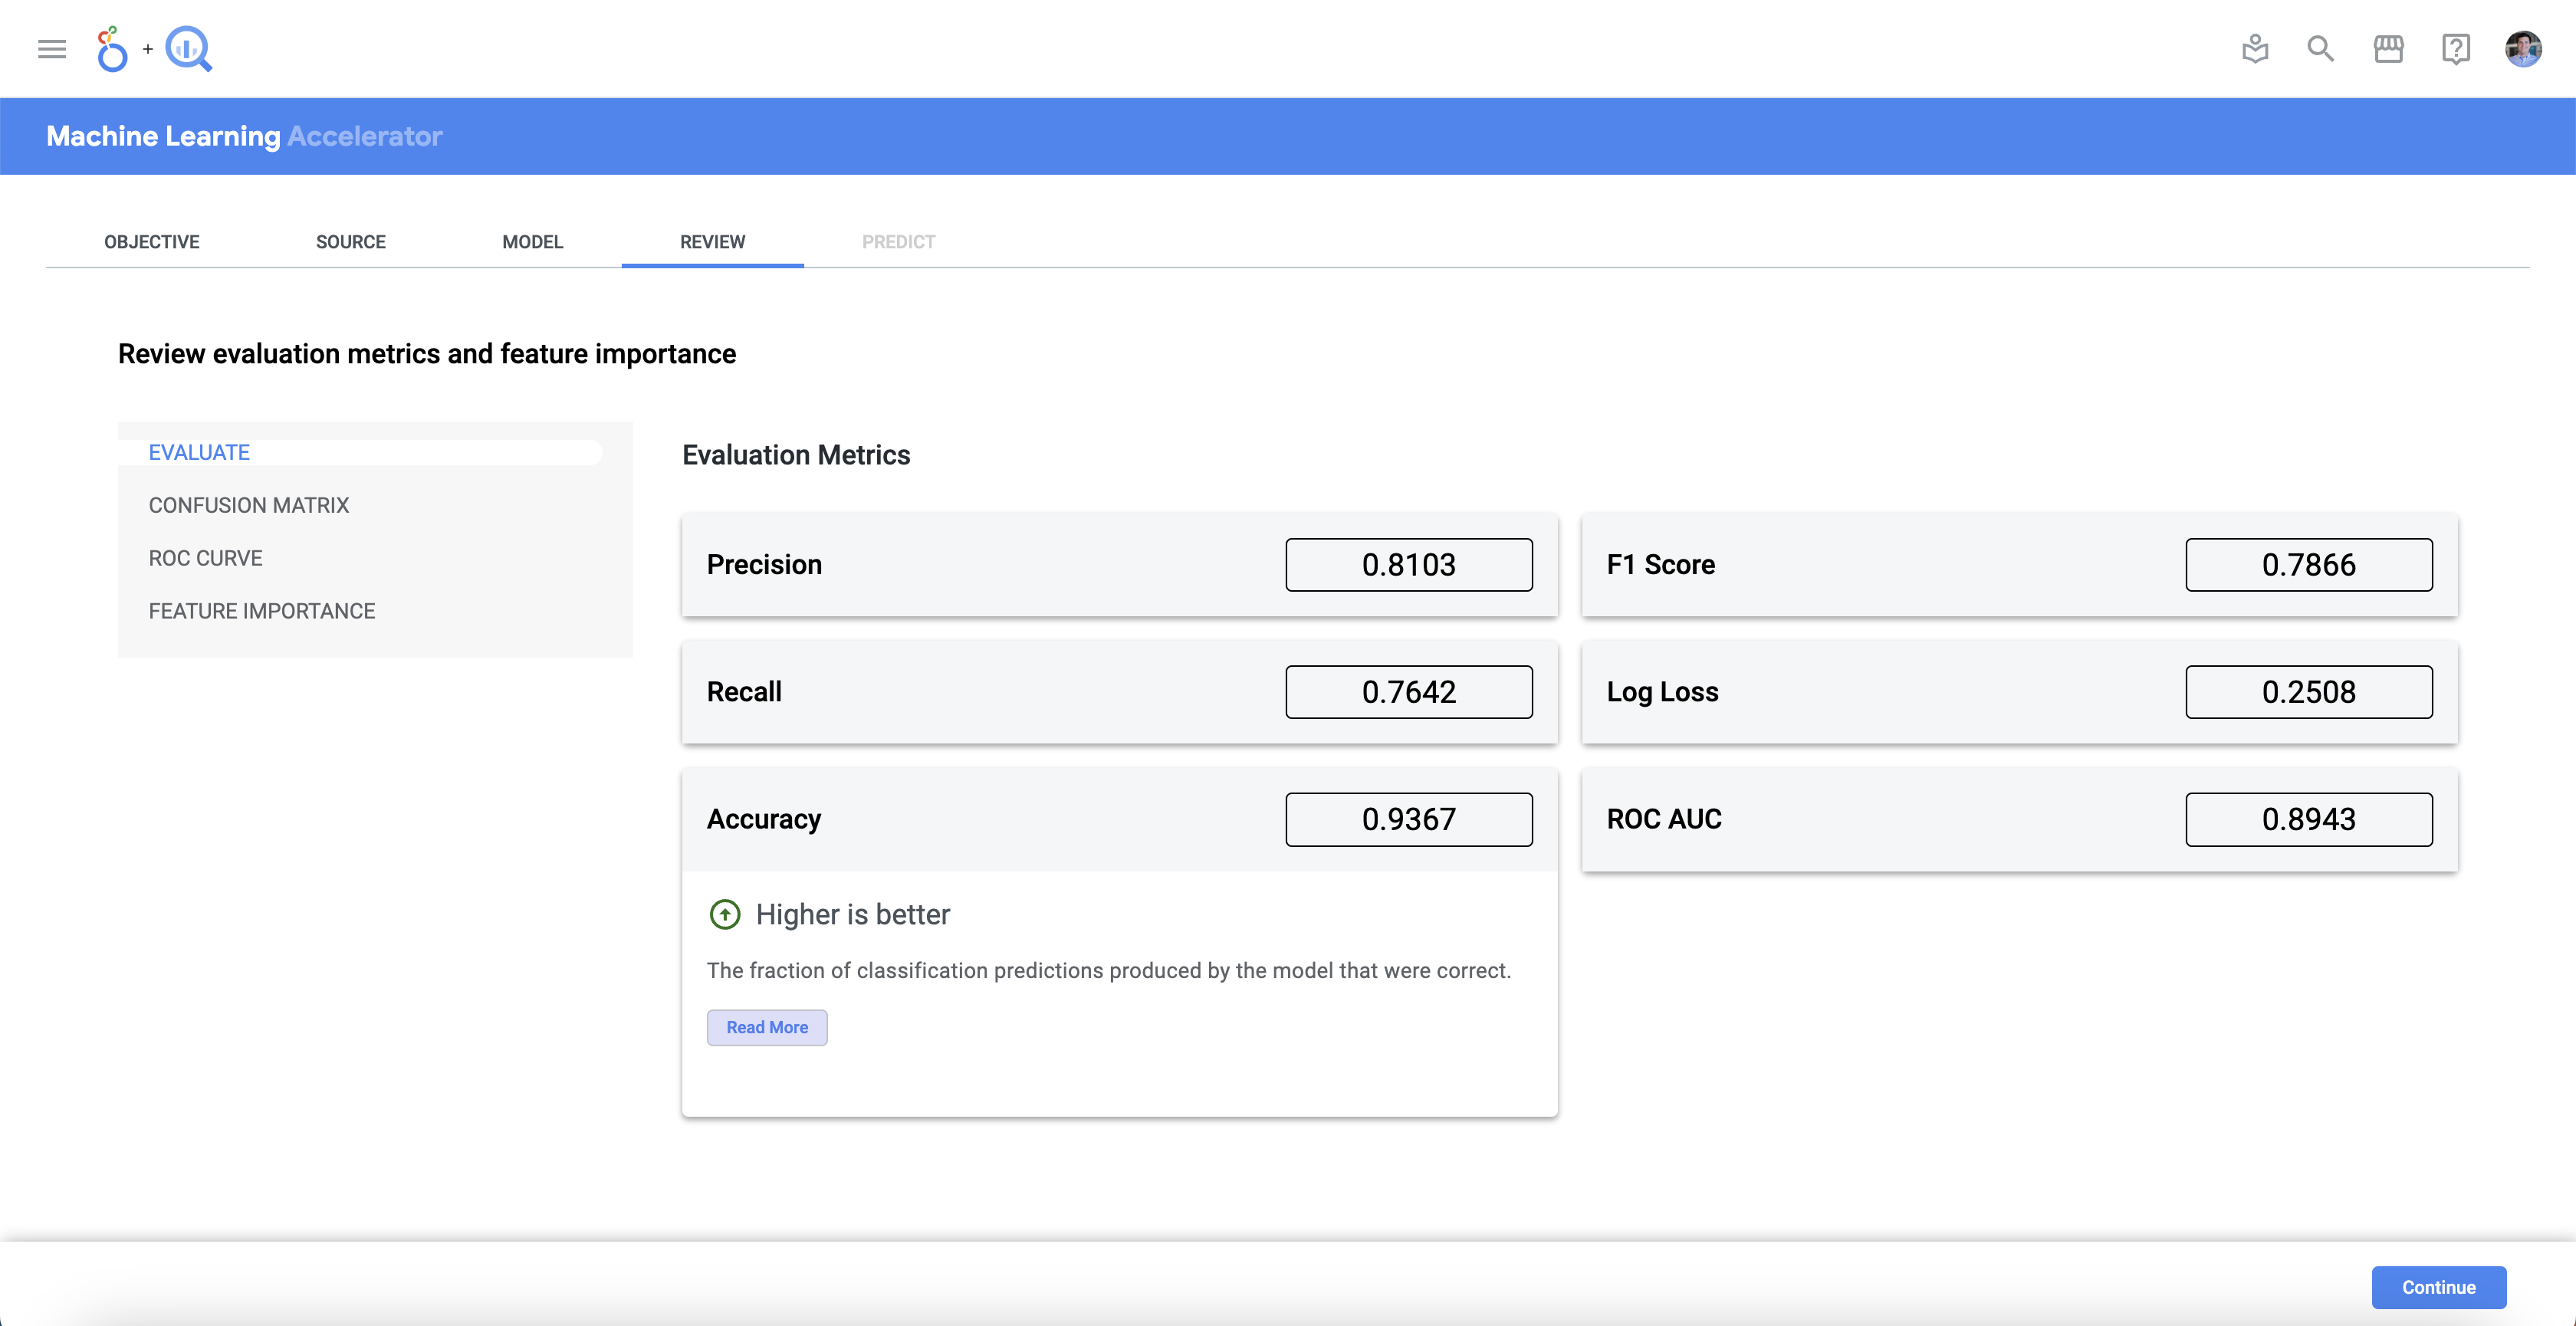 +
Machine Learning Accelerator
OBJECTIVE
SOURCE
MODEL
REVIEW
PREDICT
Review evaluation metrics and feature importance
EVALUATE
CONFUSION MATRIX
ROC CURVE
FEATURE IMPORTANCE
Evaluation Metrics
Precision
0.8103
F1 Score
0.7866
Recall
0.7642
Log Loss
0.2508
Accuracy
0.9367
ROC AUC
0.8943
Higher is better
The fraction of classification predictions produced by the model that were correct.
Read More
Continue